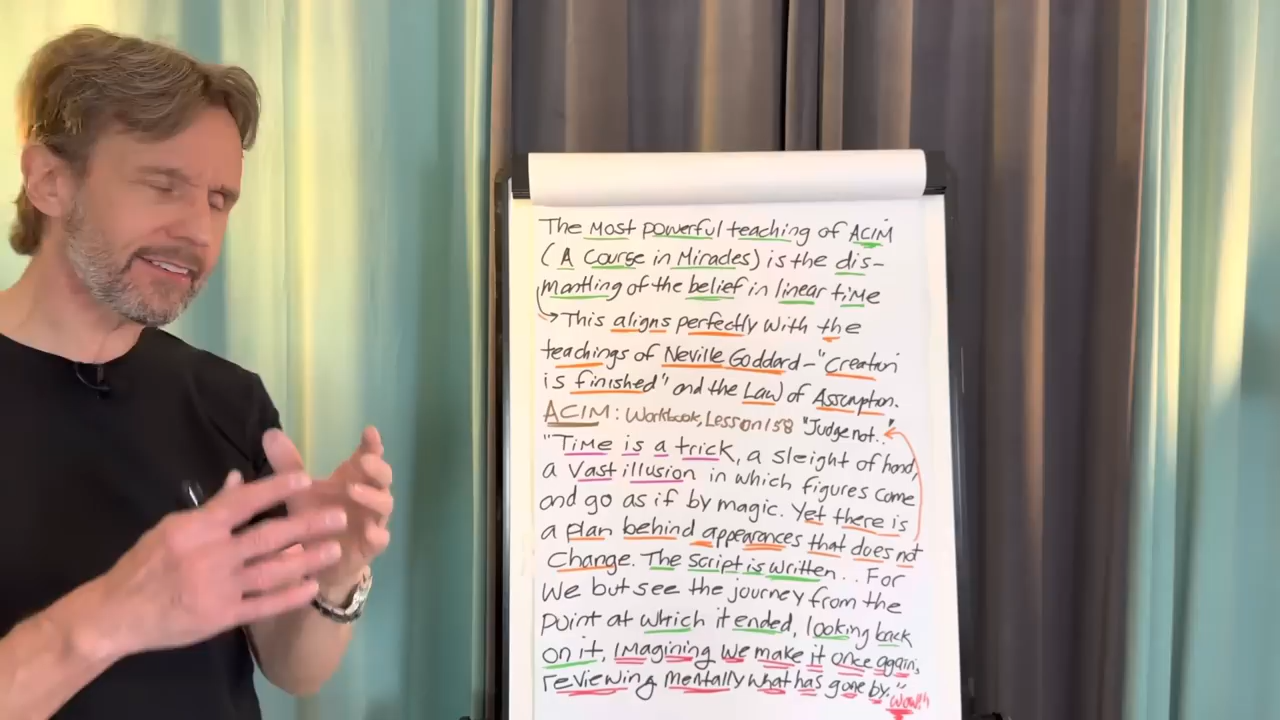 The most powerful teaching of ACIM
(A Course in Miracles) is the dis-
mantling of the belief in linear time
→ This aligns perfectly with the
teachings of Neville Goddard - "Creation
is finished" and the Law of Assumption.
ACIM: Workbook, Lesson 158 "Judge not.."
"Time is a trick, a sleight of hand,
a vast illusion in which figures come
and go as if by magic. Yet there is
a plan behind appearances that does not
Change. The script is written... For
we but see the journey from the
point at which it ended, looking back
on it, imagining we make it once again;
reviewing mentally what has gone by."
wow!!